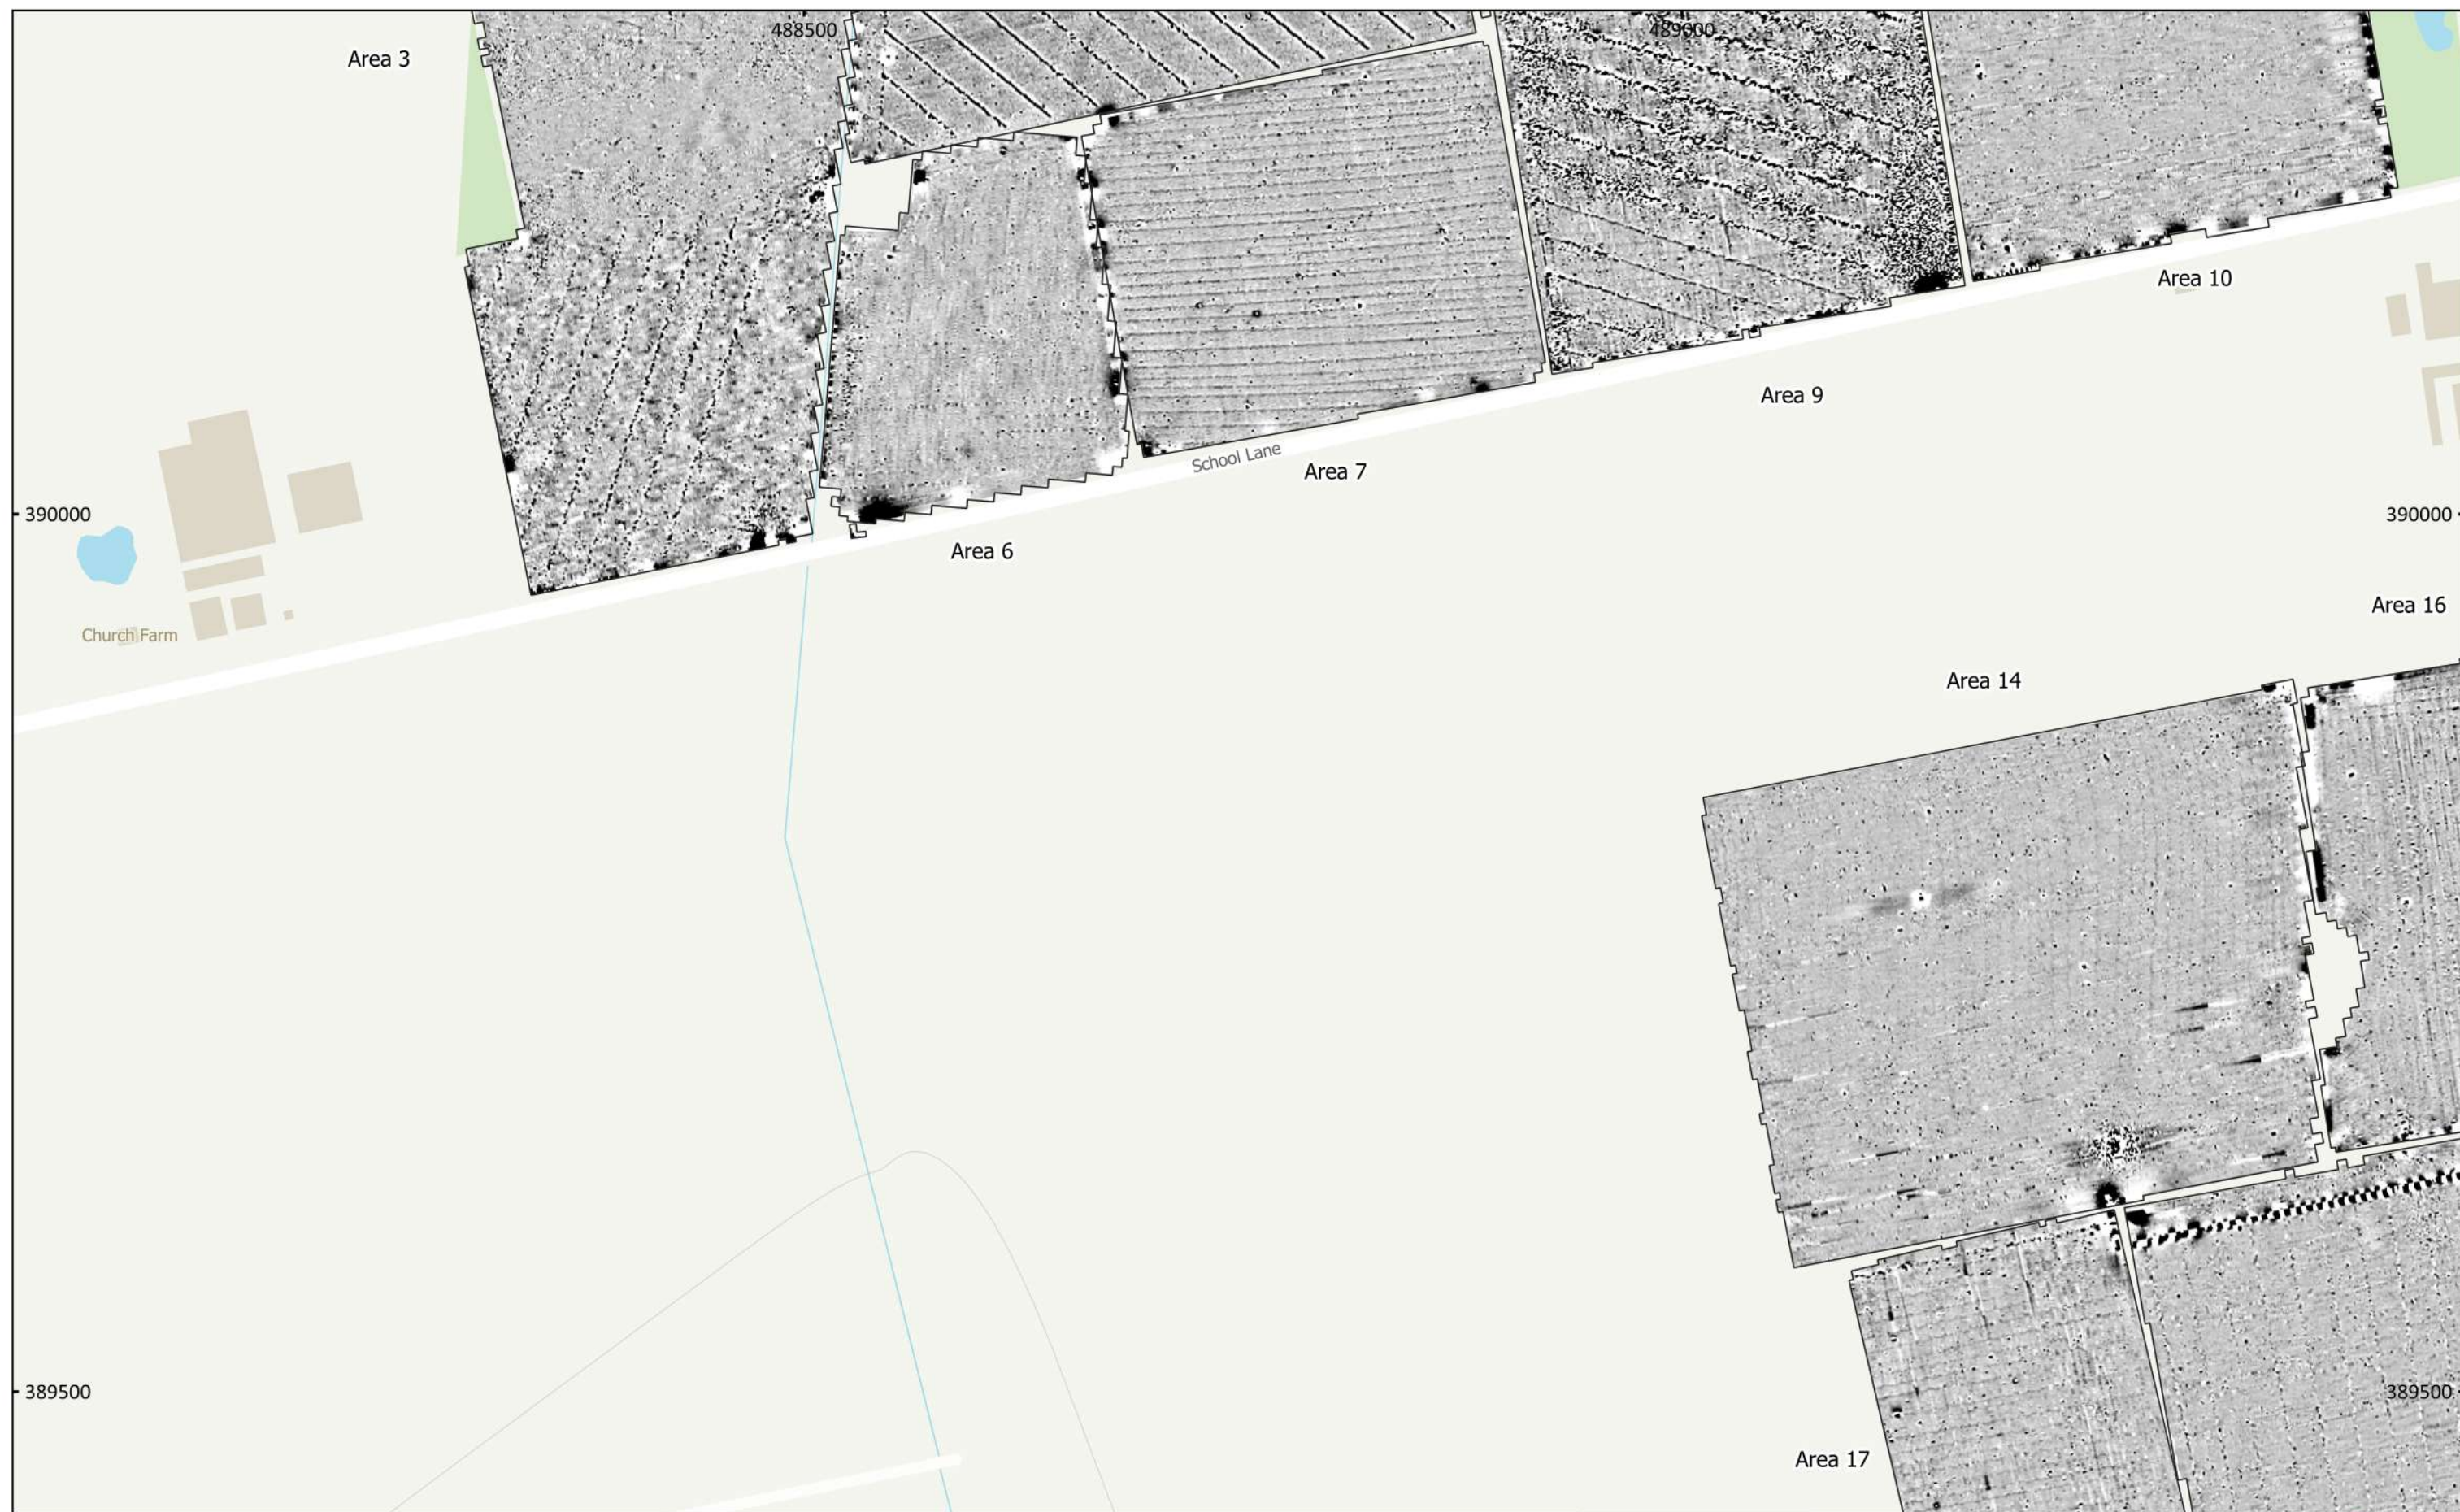 488500
489000
Area 3
Area 10
Area 9
School Lane
Area 7
390000
390000
Area 6
Area 16
Church Farm
Area 14
389500
389500
Area 17